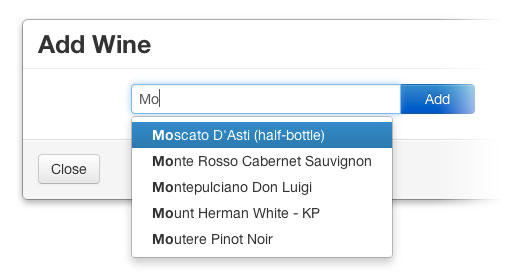 Add Wine
Mo
Add
Moscato D'Asti (half-bottle)
Monte Rosso Cabernet Sauvignon
Montepulciano Don Luigi
Mount Herman White - KP
Moutere Pinot Noir
Close